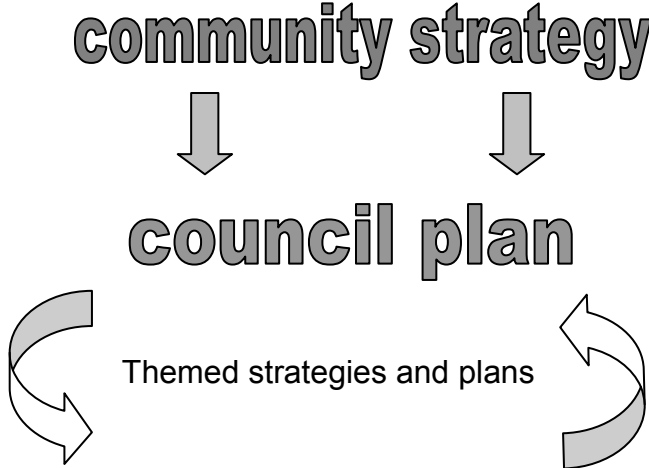 community strategy
council plan
Themed strategies and plans